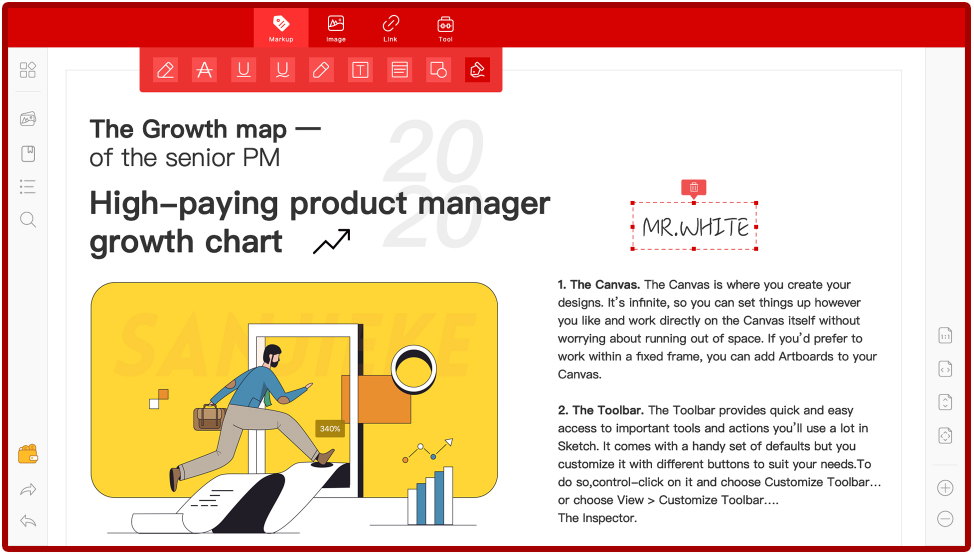 Markup
Image
Link
Tool
The Growth map —
of the senior PM
20
20
High-paying product manager
growth chart
MR.WHITE
SANJIEKE
340%
1. The Canvas. The Canvas is where you create your
designs. It's infnite, so you can set things up however
you like and work directly on the Canvas itself without
worrying about running out of space. If you'd prefer to
work within a fixed frame, you can add Artboards to your
Canvas.
2. The Toolbar. The Toolbar provides quick and easy
access to important tools and actions you'll use a lot in
Sketch. It comes with a handy set of defaults but you
customize it with different buttons to suit your needs.To
do so,control-click on it and choose Customize Toolbar...
or choose View > Customize Toolbar....
The Inspector.
1:1